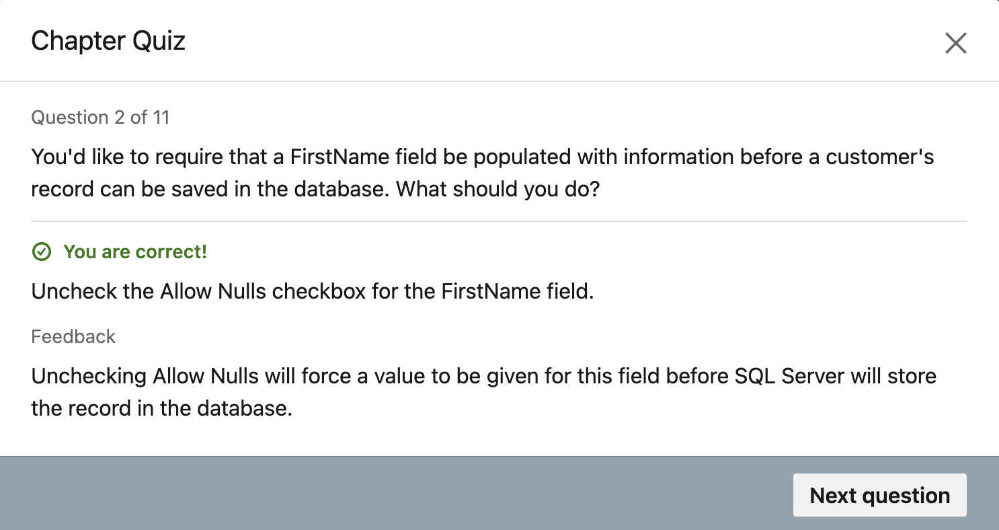 Chapter Quiz
Question 2 of 11
You'd like to require that a FirstName field be populated with information before a customer's
record can be saved in the database. What should you do?
You are correct!
Uncheck the Allow Nulls checkbox for the FirstName field.
Feedback
Unchecking Allow Nulls will force a value to be given for this field before SQL Server will store
the record in the database.
Next question